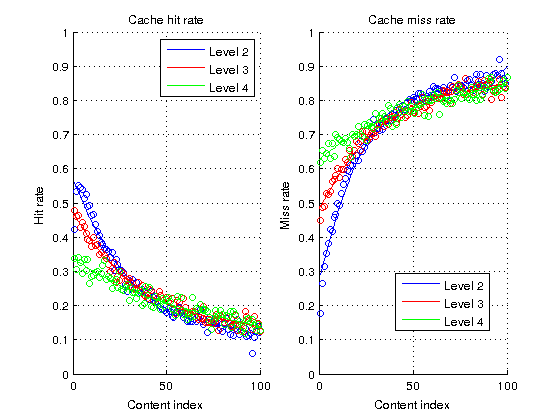 Cache hit rate
1
0.9
0.8
0.7
0.6
0.5
0.4
0.3
0.2
0.1
0
Hit rate
Level 2
Level 3
Level 4
0 50 100
Content index
Cache miss rate
1
0.9
0.8
0.7
0.6
0.5
0.4
0.3
0.2
0.1
0
Miss rate
Level 2
Level 3
Level 4
0 50 100
Content index